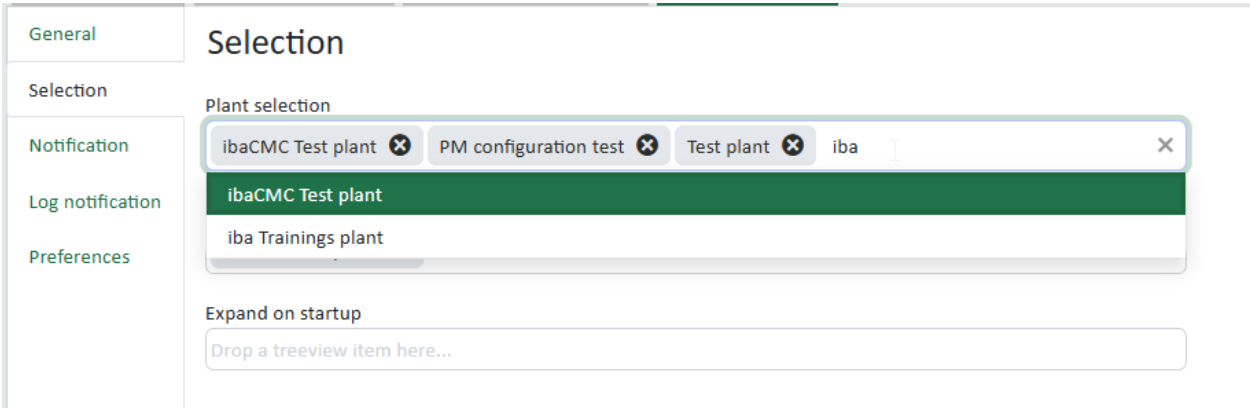 General
Selection
Notification
Log notification
Preferences
Selection
Plant selection
ibaCMC Test plant PM configuration test Test plant iba
ibaCMC Test plant
iba Trainings plant
Expand on startup
Drop a treeview item here...